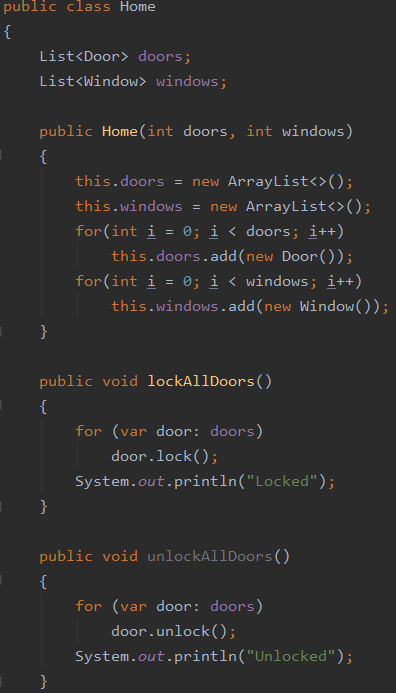 public class Home
{
    List<Door> doors;
    List<Window> windows;

    public Home(int doors, int windows)
    {
        this.doors = new ArrayList<>();
        this.windows = new ArrayList<>();
        for(int i = 0; i < doors; i++)
            this.doors.add(new Door());
        for(int i = 0; i < windows; i++)
            this.windows.add(new Window());
    }

    public void lockAllDoors()
    {
        for (var door: doors)
            door.lock();
        System.out.println("Locked");
    }

    public void unlockAllDoors()
    {
        for (var door: doors)
            door.unlock();
        System.out.println("Unlocked");
    }